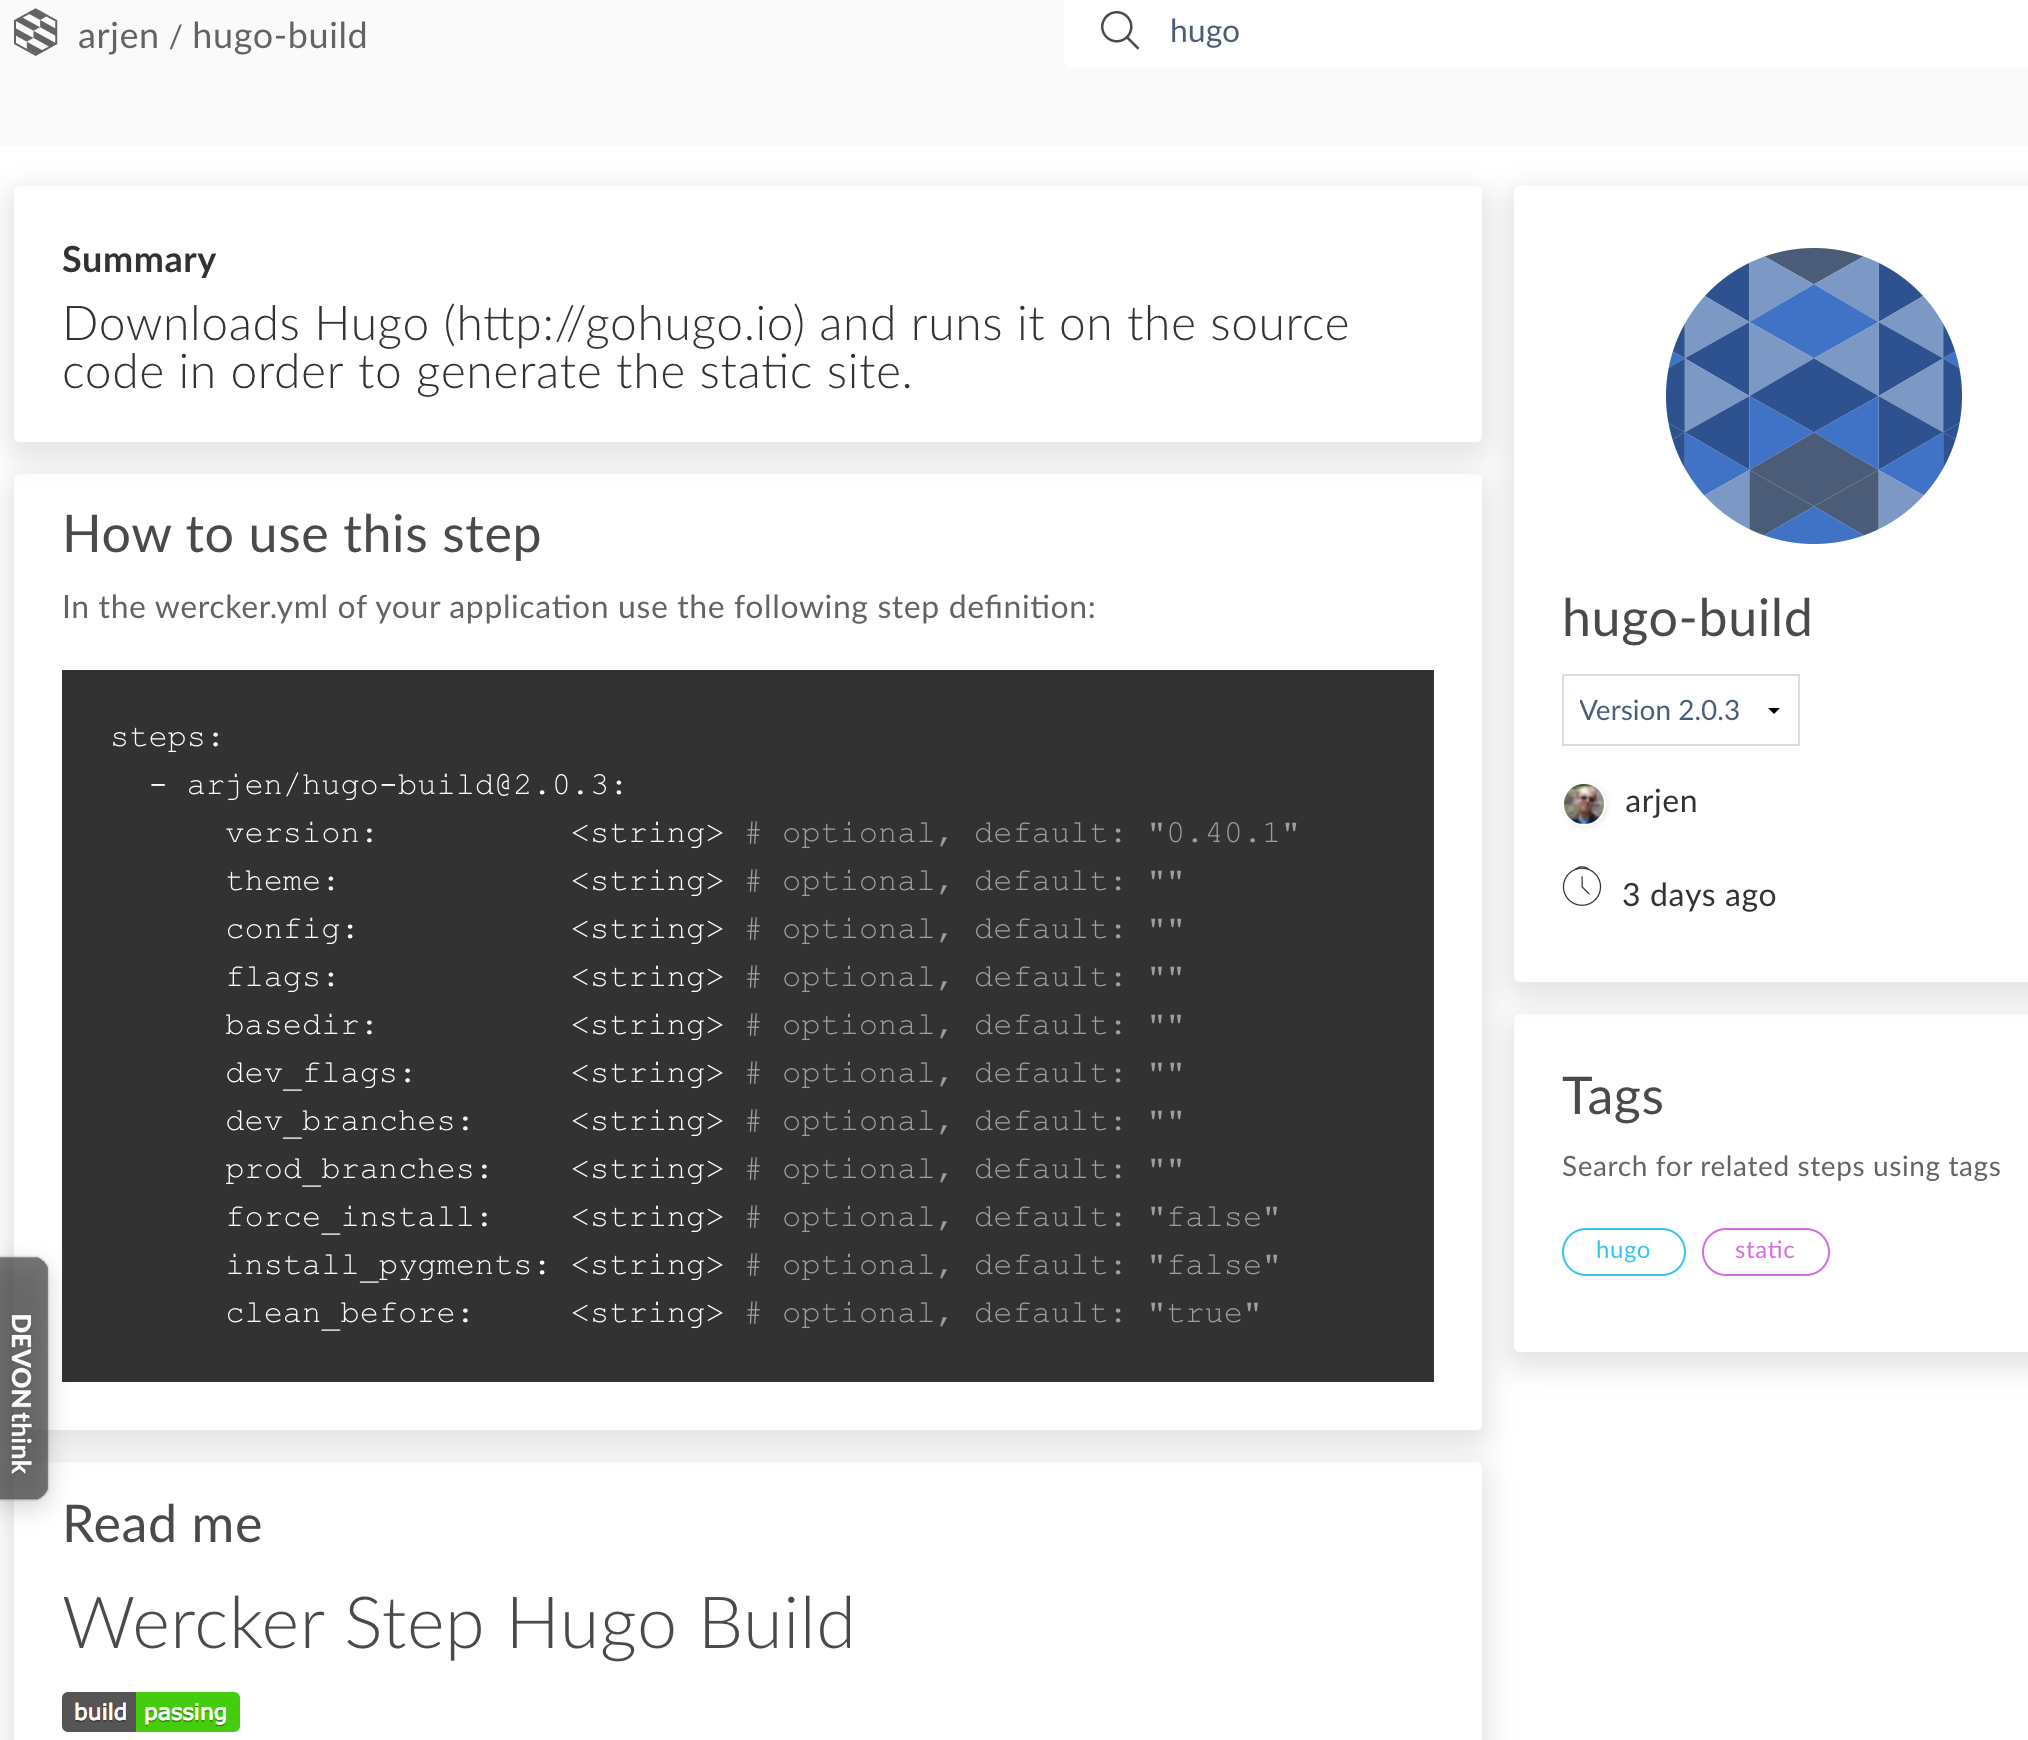 arjen / hugo-build
hugo
Summary
Downloads Hugo (http://gohugo.io) and runs it on the source
code in order to generate the static site.
How to use this step
In the wercker.yml of your application use the following step definition:
steps:
  - arjen/hugo-build@2.0.3:
      version:          <string> # optional, default: "0.40.1"
      theme:            <string> # optional, default: ""
      config:           <string> # optional, default: ""
      flags:            <string> # optional, default: ""
      basedir:          <string> # optional, default: ""
      dev_flags:        <string> # optional, default: ""
      dev_branches:     <string> # optional, default: ""
      prod_branches:    <string> # optional, default: ""
      force_install:    <string> # optional, default: "false"
      install_pygments: <string> # optional, default: "false"
      clean_before:     <string> # optional, default: "true"
Read me
Wercker Step Hugo Build
build passing
hugo-build
Version 2.0.3
arjen
3 days ago
Tags
Search for related steps using tags
hugo static
DEVONthink